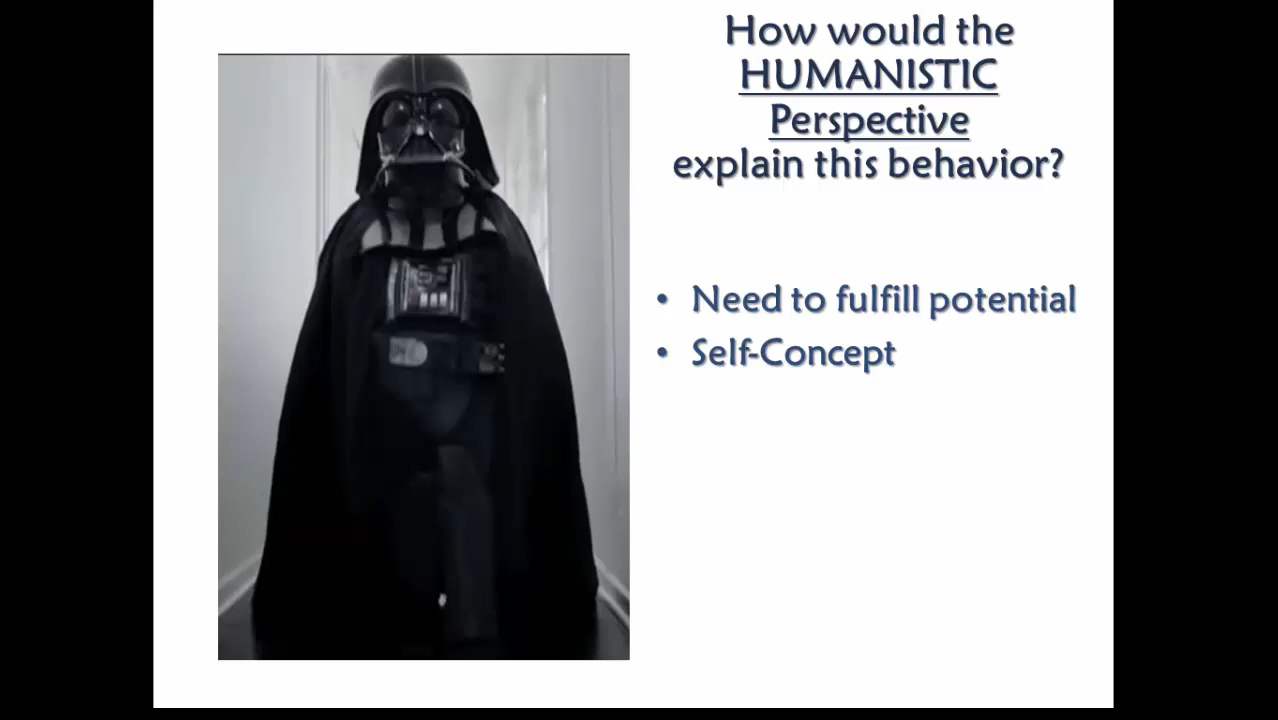 How would the
HUMANISTIC
Perspective
explain this behavior?
• Need to fulfill potential
• Self-Concept